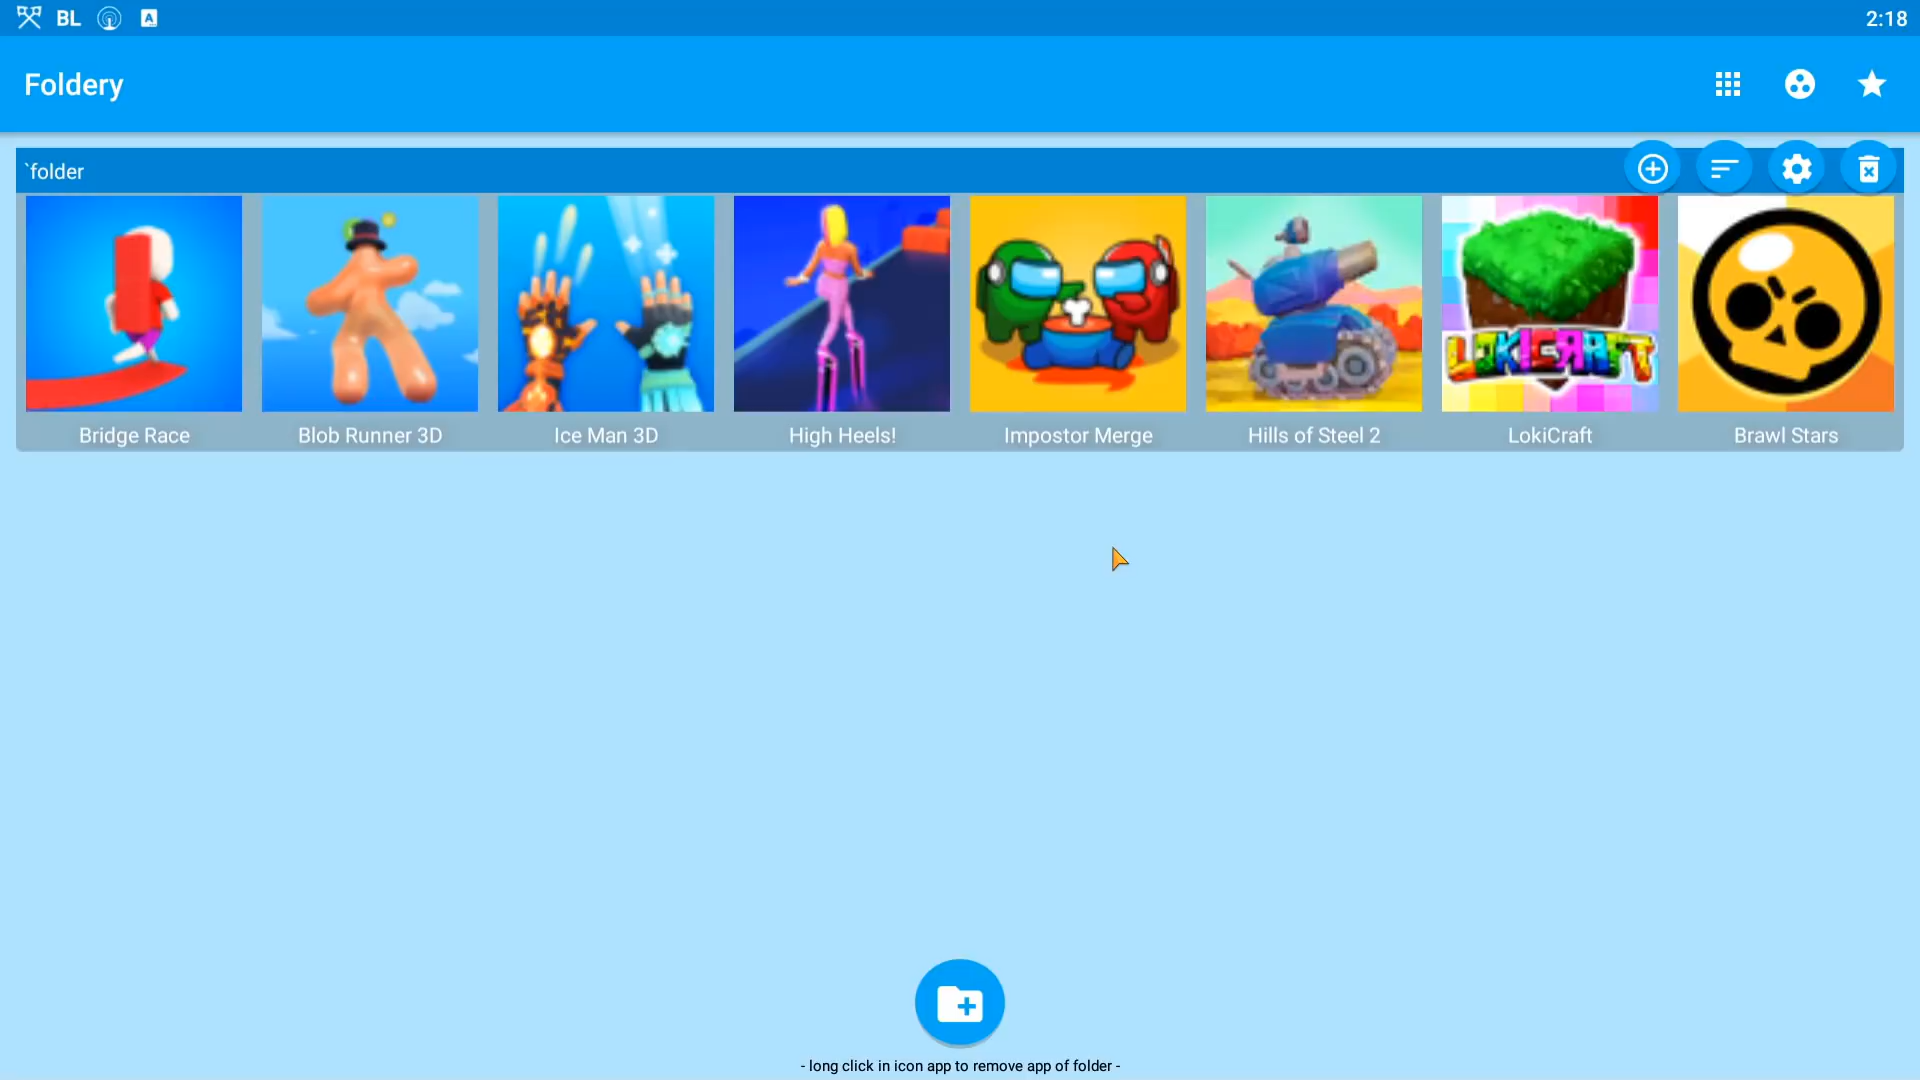 BL
A
2:18
Foldery
`folder
LOKICRAFT
Bridge Race
Blob Runner 3D
Ice Man 3D
High Heels!
Impostor Merge
Hills of Steel 2
LokiCraft
Brawl Stars
- long click in icon app to remove app of folder -